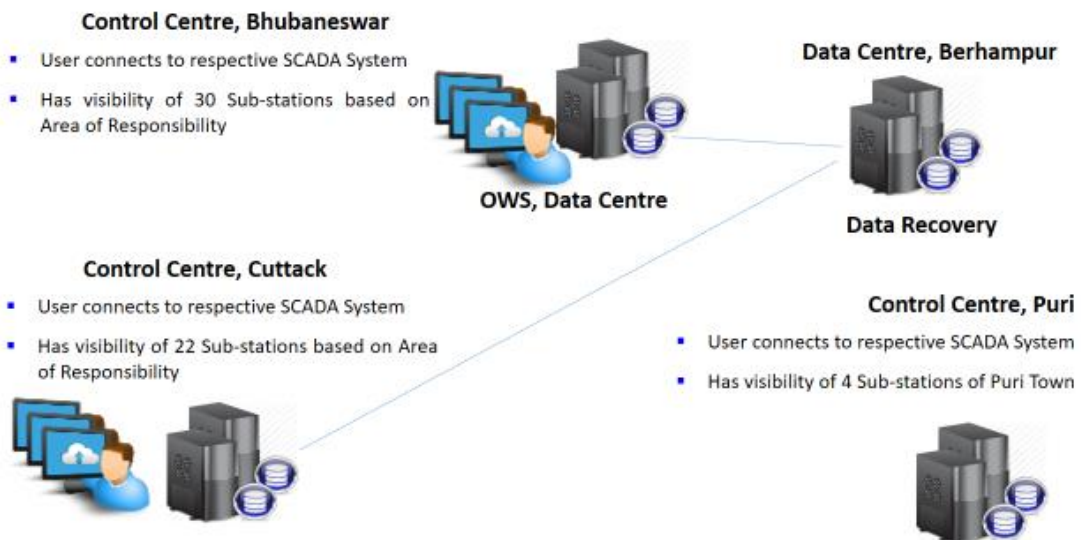 Control Centre, Bhubaneswar
▪ User connects to respective SCADA System
▪ Has visibility of 30 Sub-stations based on
Area of Responsibility
OWS, Data Centre
Data Centre, Berhampur
Data Recovery
Control Centre, Cuttack
▪ User connects to respective SCADA System
▪ Has visibility of 22 Sub-stations based on Area
of Responsibility
Control Centre, Puri
▪ User connects to respective SCADA System
▪ Has visibility of 4 Sub-stations of Puri Town